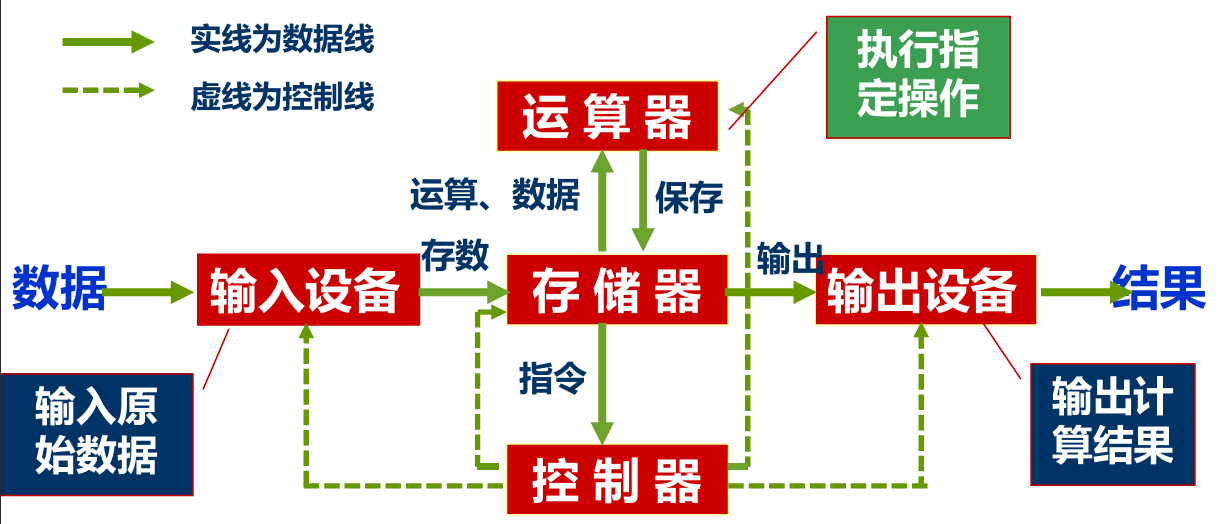 实线为数据线
虚线为控制线
执行指
定操作
运算器
运算、数据
保存
存数
输出
数据
输入设备
存储器
输出设备
结果
指令
输入原
始数据
输出计
算结果
控制器